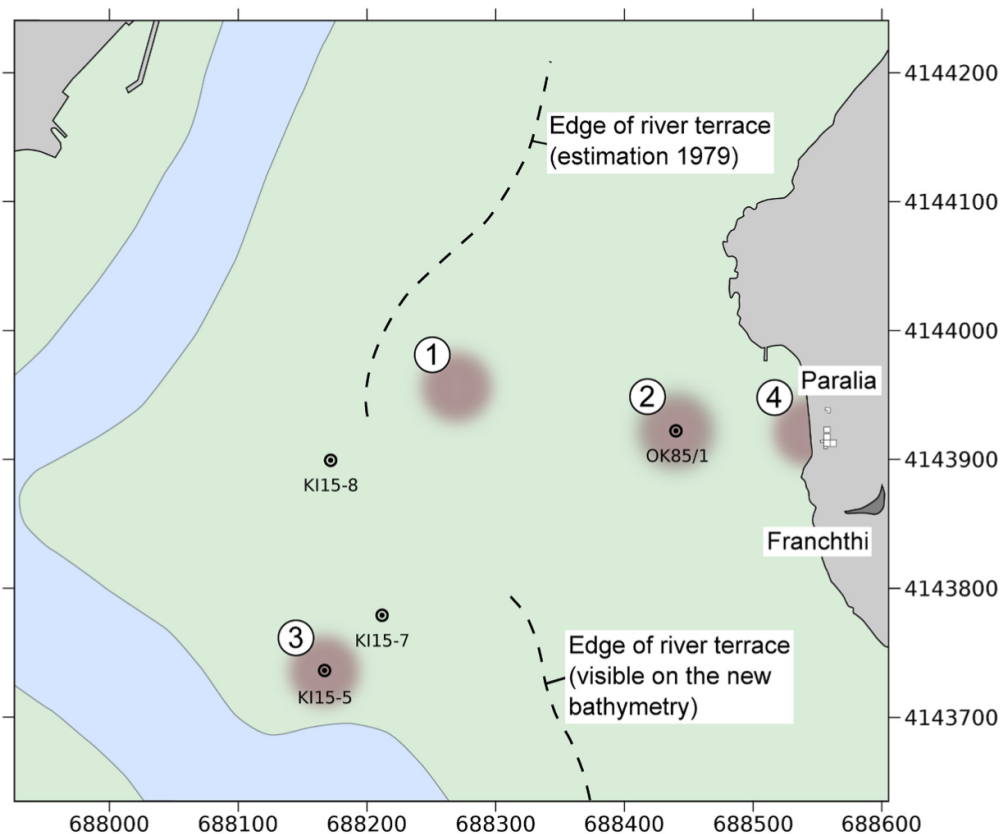 4144200
Edge of river terrace
(estimation 1979)
4144100
4144000
1
Paralia
2
4
4143900
OK85/1
KI15-8
Franchthi
4143800
3
KI15-7
Edge of river terrace
(visible on the new
bathymetry)
KI15-5
4143700
688000 688100 688200 688300 688400 688500 688600